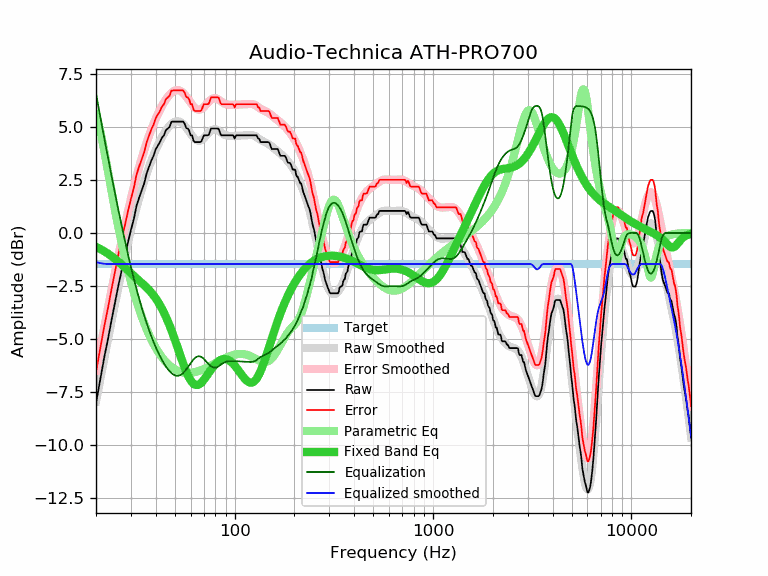 Audio-Technica ATH-PRO700
7.5
5.0
2.5
0.0
−2.5
−5.0
−7.5
−10.0
−12.5
Amplitude (dBr)
Target
Raw Smoothed
Error Smoothed
Raw
Error
Parametric Eq
Fixed Band Eq
Equalization
Equalized smoothed
100
1000
10000
Frequency (Hz)